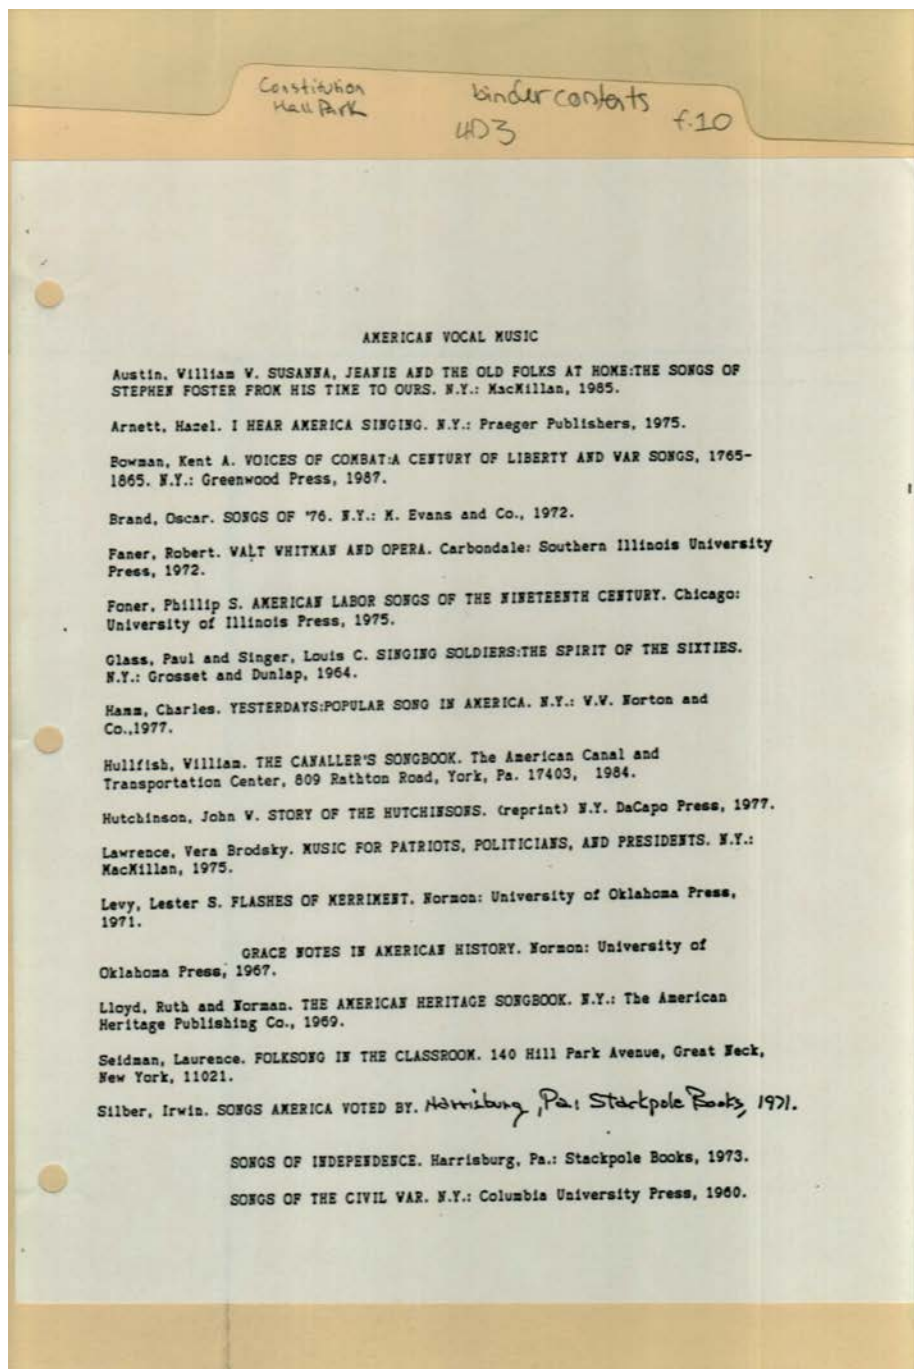 Constitution
Hall Park
binder contents
4D3
f.10
AMERICAN VOCAL MUSIC
Austin, William W. SUSANNA, JEANIE AND THE OLD FOLKS AT HOME:THE SONGS OF
STEPHEN FOSTER FROM HIS TIME TO OURS. N.Y.: MacMillan, 1985.
Arnett, Hazel. I HEAR AMERICA SINGING. N.Y.: Praeger Publishers, 1975.
Bowman, Kent A. VOICES OF COMBAT:A CENTURY OF LIBERTY AND WAR SONGS, 1765-
1865. N.Y.: Greenwood Press, 1987.
Brand, Oscar. SONGS OF '76. N.Y.: M. Evans and Co., 1972.
Faner, Robert. WALT WHITMAN AND OPERA. Carbondale: Southern Illinois University
Press, 1972.
Foner, Phillip S. AMERICAN LABOR SONGS OF THE NINETEENTH CENTURY. Chicago:
University of Illinois Press, 1975.
Glass, Paul and Singer, Louis C. SINGING SOLDIERS:THE SPIRIT OF THE SIXTIES.
N.Y.: Grosset and Dunlap, 1964.
Hamm, Charles. YESTERDAYS:POPULAR SONG IN AMERICA. N.Y.: W.W. Norton and
Co.,1977.
Hullfish, William. THE CANALLER'S SONGBOOK. The American Canal and
Transportation Center, 809 Rathton Road, York, Pa. 17403, 1984.
Hutchinson, John W. STORY OF THE HUTCHINSONS. (reprint) N.Y. DaCapo Press, 1977.
Lawrence, Vera Brodsky. MUSIC FOR PATRIOTS, POLITICIANS, AND PRESIDENTS. N.Y.:
MacMillan, 1975.
Levy, Lester S. FLASHES OF MERRIMENT. Normon: University of Oklahoma Press,
1971.
GRACE NOTES IN AMERICAN HISTORY. Normon: University of
Oklahoma Press, 1967.
Lloyd, Ruth and Norman. THE AMERICAN HERITAGE SONGBOOK. N.Y.: The American
Heritage Publishing Co., 1969.
Seidman, Laurence. FOLKSONG IN THE CLASSROOM. 140 Hill Park Avenue, Great Neck,
New York, 11021.
Silber, Irwin. SONGS AMERICA VOTED BY. Harrisburg, Pa: Stackpole Books, 1971.
SONGS OF INDEPENDENCE. Harrisburg, Pa.: Stackpole Books, 1973.
SONGS OF THE CIVIL WAR. N.Y.: Columbia University Press, 1960.